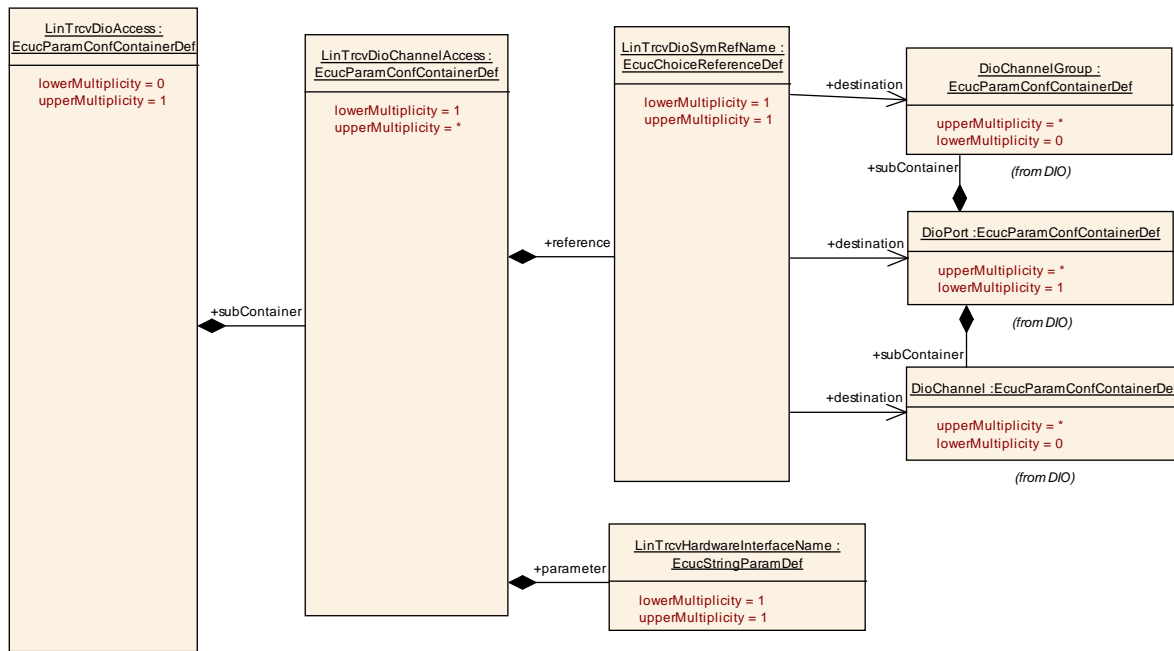 LinTrcvDioAccess :
EcucParamConfContainerDef
lowerMultiplicity = 0
upperMultiplicity = 1
+subContainer
LinTrcvDioChannelAccess :
EcucParamConfContainerDef
lowerMultiplicity = 1
upperMultiplicity = *
+reference
+parameter
LinTrcvDioSymRefName :
EcucChoiceReferenceDef
lowerMultiplicity = 1
upperMultiplicity = 1
+destination
+destination
+destination
LinTrcvHardwareInterfaceName :
EcucStringParamDef
lowerMultiplicity = 1
upperMultiplicity = 1
DioChannelGroup :
EcucParamConfContainerDef
upperMultiplicity = *
lowerMultiplicity = 0
+subContainer
(from DIO)
DioPort :EcucParamConfContainerDef
upperMultiplicity = *
lowerMultiplicity = 1
(from DIO)
+subContainer
DioChannel :EcucParamConfContainerDef
upperMultiplicity = *
lowerMultiplicity = 0
(from DIO)